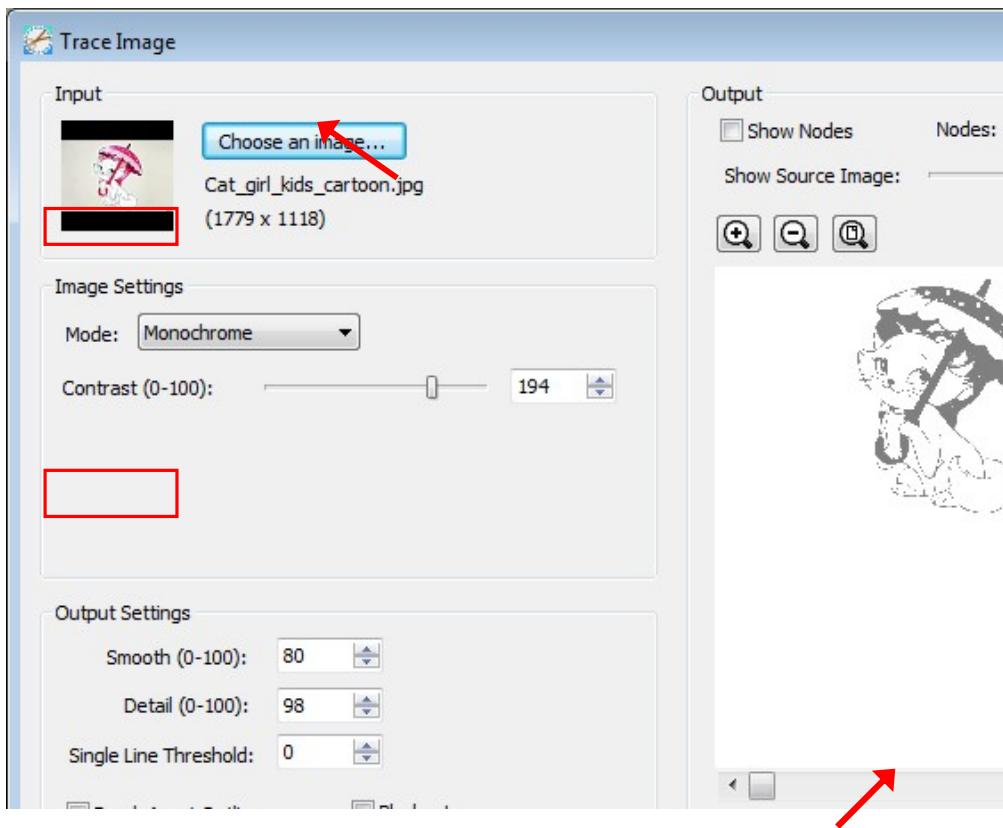 Trace Image
Input
Choose an image...
Cat_girl_kids_cartoon.jpg
(1779 x 1118)
Image Settings
Mode: Monochrome
Contrast (0-100): 194
Output Settings
Smooth (0-100): 80
Detail (0-100): 98
Single Line Threshold: 0
Output
Show Nodes Nodes:
Show Source Image: